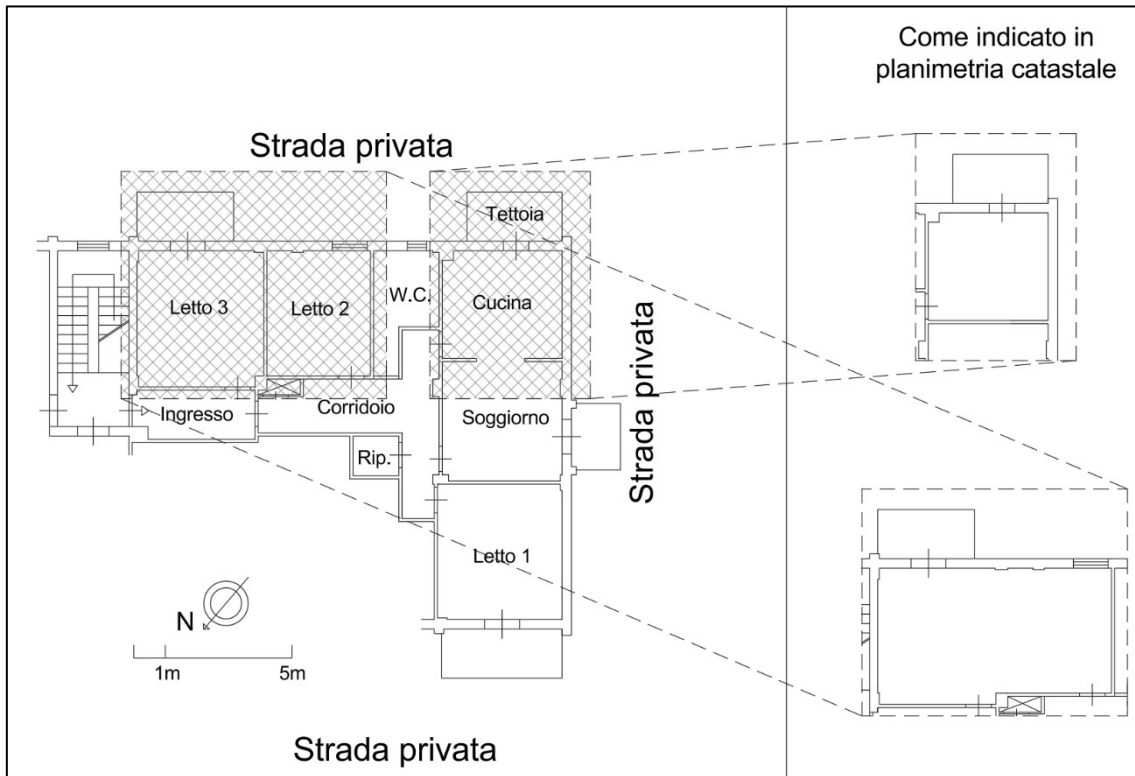 Come indicato in
planimetria catastale
Strada privata
Tettoia
Letto 3
Letto 2
W.C.
Cucina
Strada privata
Ingresso
Corridoio
Soggiorno
Rip.
Letto 1
N
1m
5m
Strada privata